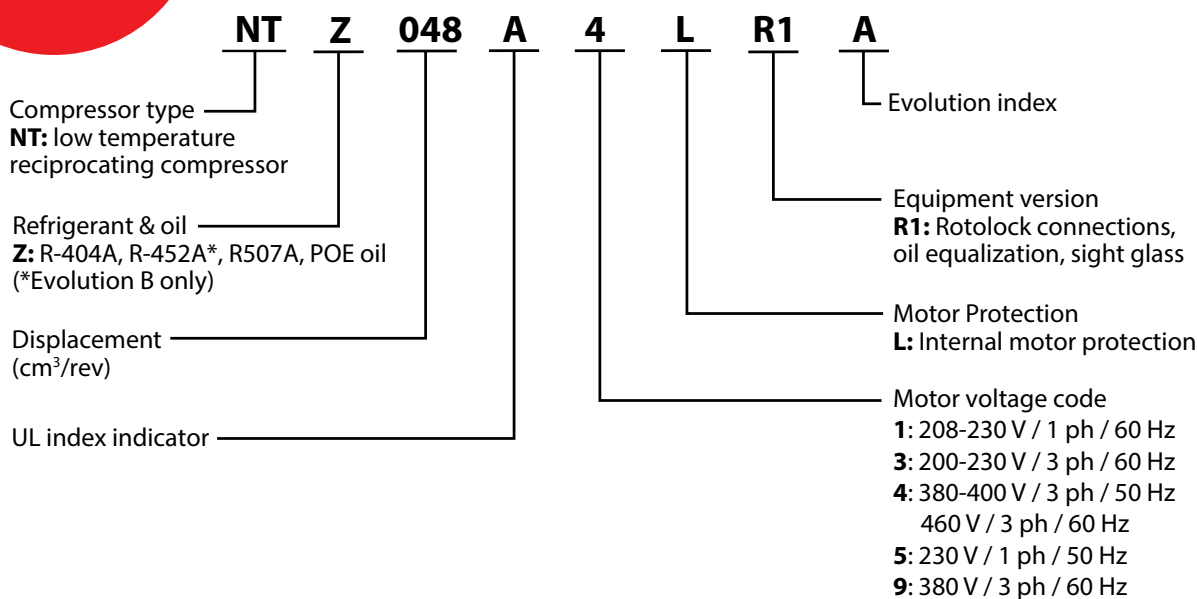 NT Z 048 A 4 L R1 A
Compressor type
NT: low temperature
reciprocating compressor
Refrigerant & oil
Z: R-404A, R-452A*, R507A, POE oil
(*Evolution B only)
Displacement
(cm³/rev)
UL index indicator
Evolution index
Equipment version
R1: Rotolock connections,
oil equalization, sight glass
Motor Protection
L: Internal motor protection
Motor voltage code
1: 208-230 V / 1 ph / 60 Hz
3: 200-230 V / 3 ph / 60 Hz
4: 380-400 V / 3 ph / 50 Hz
460 V / 3 ph / 60 Hz
5: 230 V / 1 ph / 50 Hz
9: 380 V / 3 ph / 60 Hz